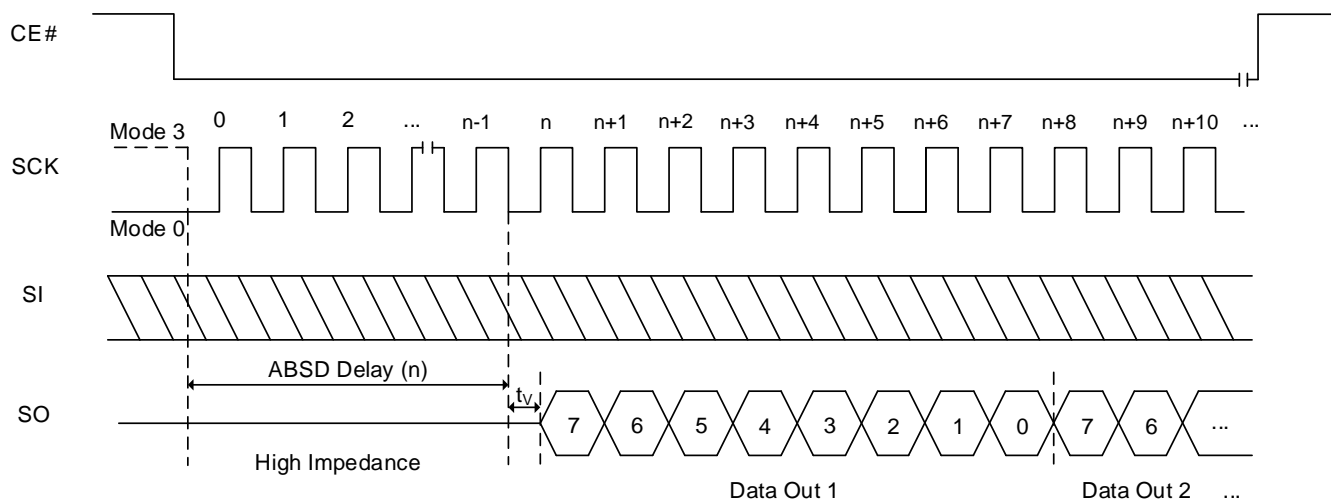 CE#
0 1 2 ... n-1 n n+1 n+2 n+3 n+4 n+5 n+6 n+7 n+8 n+9 n+10 ...
Mode 3
SCK
Mode 0
SI
ABSD Delay (n)
tV
SO
7 6 5 4 3 2 1 0 7 6 ...
High Impedance
Data Out 1 Data Out 2 ...